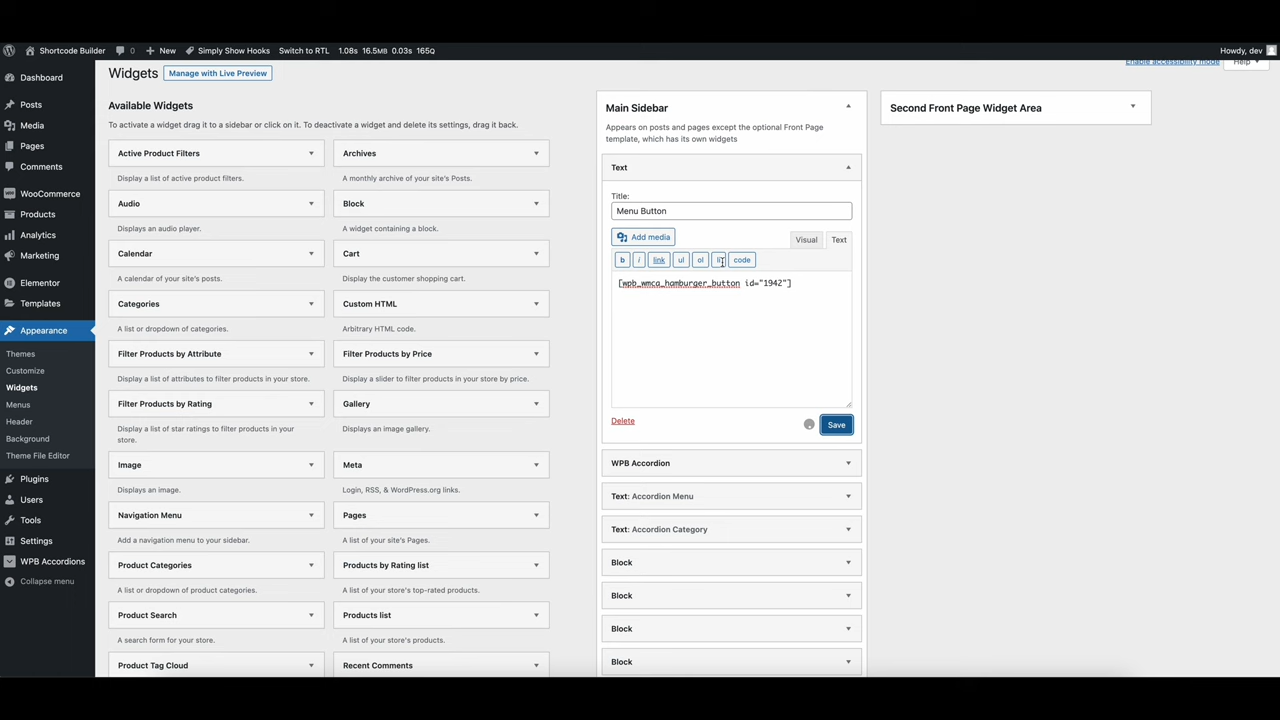 Shortcode Builder
0
New
Simply Show Hooks
Switch to RTL
1.08s 16.5MB 0.03s 165Q
Howdy, dev
Dashboard
Posts
Media
Pages
Comments
WooCommerce
Products
Analytics
Marketing
Elementor
Templates
Appearance
Themes
Customize
Widgets
Menus
Header
Background
Theme File Editor
Plugins
Users
Tools
Settings
WPB Accordions
Collapse menu
Widgets
Manage with Live Preview
Enable accessibility mode
Help
Available Widgets
To activate a widget drag it to a sidebar or click on it. To deactivate a widget and delete its settings, drag it back.
Active Product Filters
Display a list of active product filters.
Archives
A monthly archive of your site's Posts.
Audio
Displays an audio player.
Block
A widget containing a block.
Calendar
A calendar of your site's posts.
Cart
Display the customer shopping cart.
Categories
A list or dropdown of categories.
Custom HTML
Arbitrary HTML code.
Filter Products by Attribute
Display a list of attributes to filter products in your store.
Filter Products by Price
Display a slider to filter products in your store by price.
Filter Products by Rating
Display a list of star ratings to filter products in your
store.
Gallery
Displays an image gallery.
Image
Displays an image.
Meta
Login, RSS, & WordPress.org links.
Navigation Menu
Add a navigation menu to your sidebar.
Pages
A list of your site's Pages.
Product Categories
A list or dropdown of product categories.
Products by Rating list
A list of your store's top-rated products.
Product Search
A search form for your store.
Products list
A list of your store's products.
Product Tag Cloud
Recent Comments
Main Sidebar
Appears on posts and pages except the optional Front Page
template, which has its own widgets
Text
Title:
Menu Button
Add media
Visual
Text
b
i
link
ul
ol
li
code
[wpb_wmca_hamburger_button id="1942"]
Delete
Save
WPB Accordion
Text: Accordion Menu
Text: Accordion Category
Block
Block
Block
Block
Second Front Page Widget Area